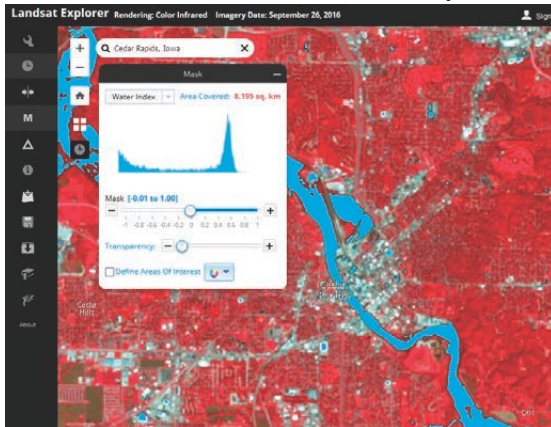 Landsat Explorer Rendering: Color Infrared Imagery Date: September 26, 2016 Sign
Cedar Rapids, Iowa X
Mask
Water Index Area Covered: 8.195 sq. km
Mask [-0.01 to 1.00]
-1 -0.8 -0.6 -0.4 -0.2 0 0.2 0.4 0.6 0.8 1
Transparency:
Define Areas Of Interest
M
Cedar
Hills
Cedar
Rapids
ABOUT